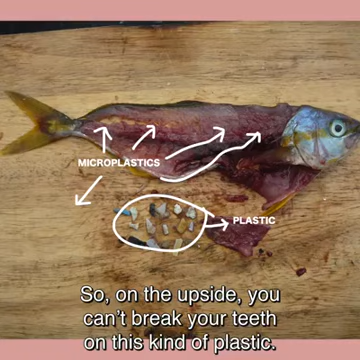 MICROPLASTICS
PLASTIC
So, on the upside, you
can't break your teeth
on this kind of plastic.